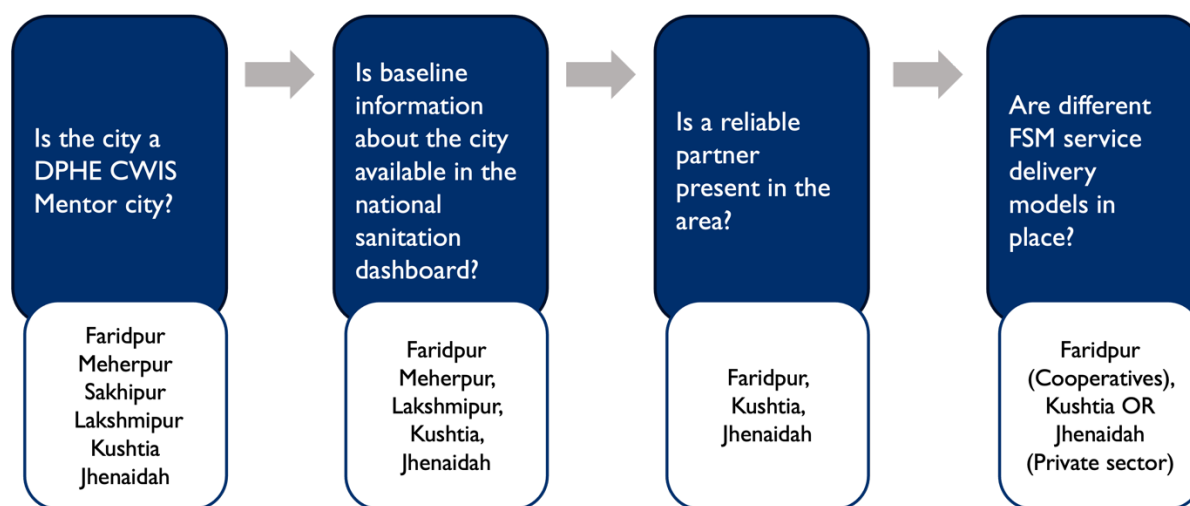 Is the city a
DPHE CWIS
Mentor city?
Faridpur
Meherpur
Sakhipur
Lakshmipur
Kushtia
Jhenaidah
Is baseline
information
about the city
available in the
national
sanitation
dashboard?
Faridpur
Meherpur,
Lakshmipur,
Kushtia,
Jhenaidah
Is a reliable
partner
present in the
area?
Faridpur,
Kushtia,
Jhenaidah
Are different
FSM service
delivery
models in
place?
Faridpur
(Cooperatives),
Kushtia OR
Jhenaidah
(Private sector)